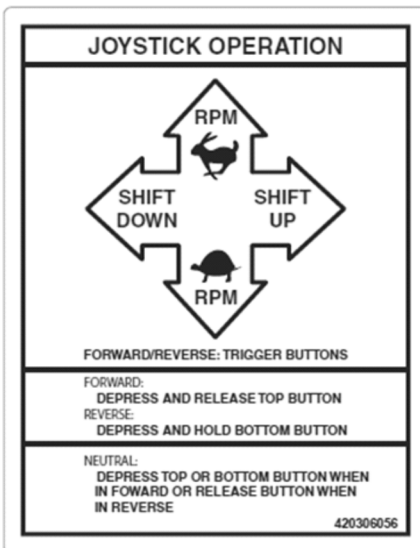 JOYSTICK OPERATION
RPM
SHIFT DOWN
SHIFT UP
RPM
FORWARD/REVERSE: TRIGGER BUTTONS
FORWARD:
DEPRESS AND RELEASE TOP BUTTON
REVERSE:
DEPRESS AND HOLD BOTTOM BUTTON
NEUTRAL:
DEPRESS TOP OR BOTTOM BUTTON WHEN
IN FOWARD OR RELEASE BUTTON WHEN
IN REVERSE
420306056